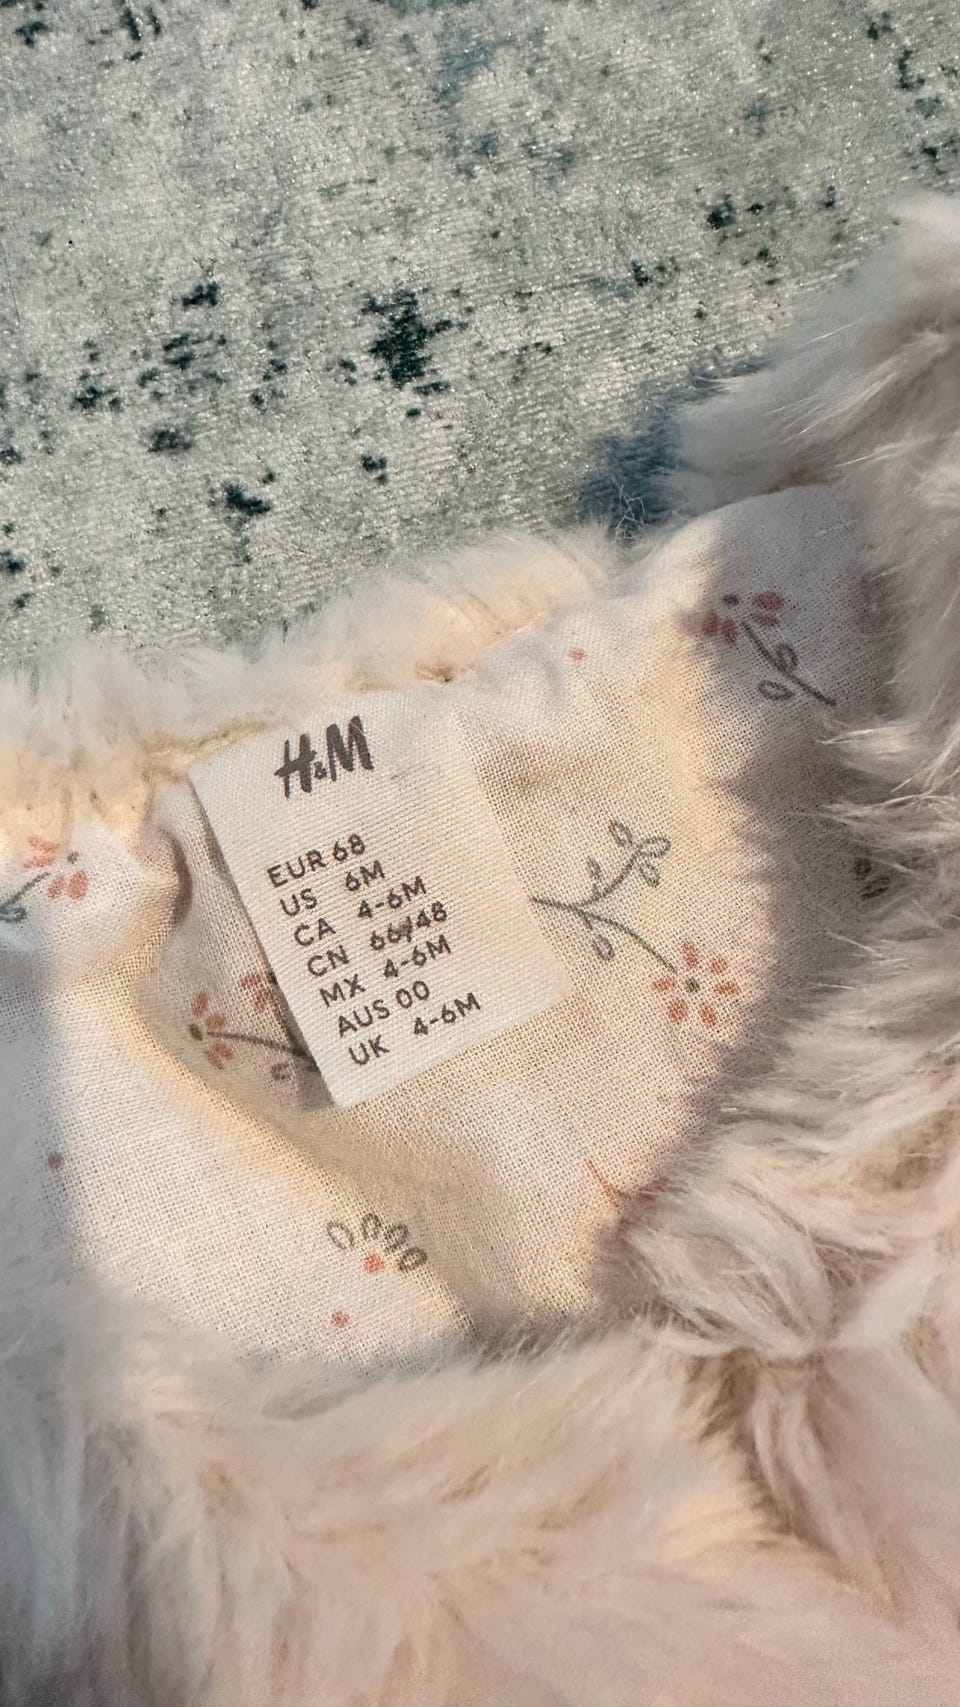 H&M
EUR 68
US 6M
CA 4-6M
CN 66/48
MX 4-6M
AUS 00
UK 4-6M